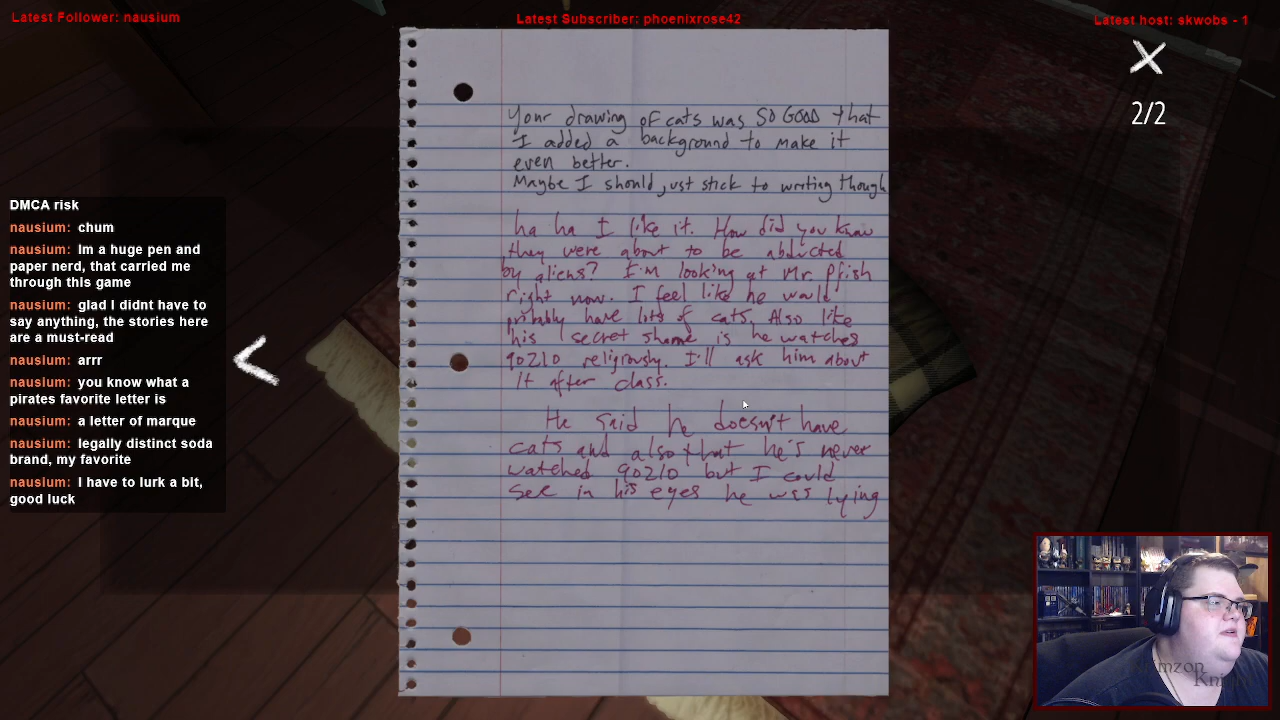 Latest Follower: nausium
Latest Subscriber: phoenixrose42
Latest host: skwobs - 1
2/2
Your drawing of cats was SO GOOD that
I added a background to make it
even better.
Maybe I should just stick to writing though
ha ha I like it. How did you know
they were about to be abducted
by aliens? I'm looking at Mr. Pfish
right now. I feel like he would
probably have lots of cats. Also like
his secret shame is he watches
90210 religiously. I'll ask him about
it after class.
He said he doesn't have
cats and also that he's never
watched 90210 but I could
see in his eyes he was lying
DMCA risk
nausium: chum
nausium: Im a huge pen and
paper nerd, that carried me
through this game
nausium: glad I didnt have to
say anything, the stories here
are a must-read
nausium: arrr
nausium: you know what a
pirates favorite letter is
nausium: a letter of marque
nausium: legally distinct soda
brand, my favorite
nausium: I have to lurk a bit,
good luck